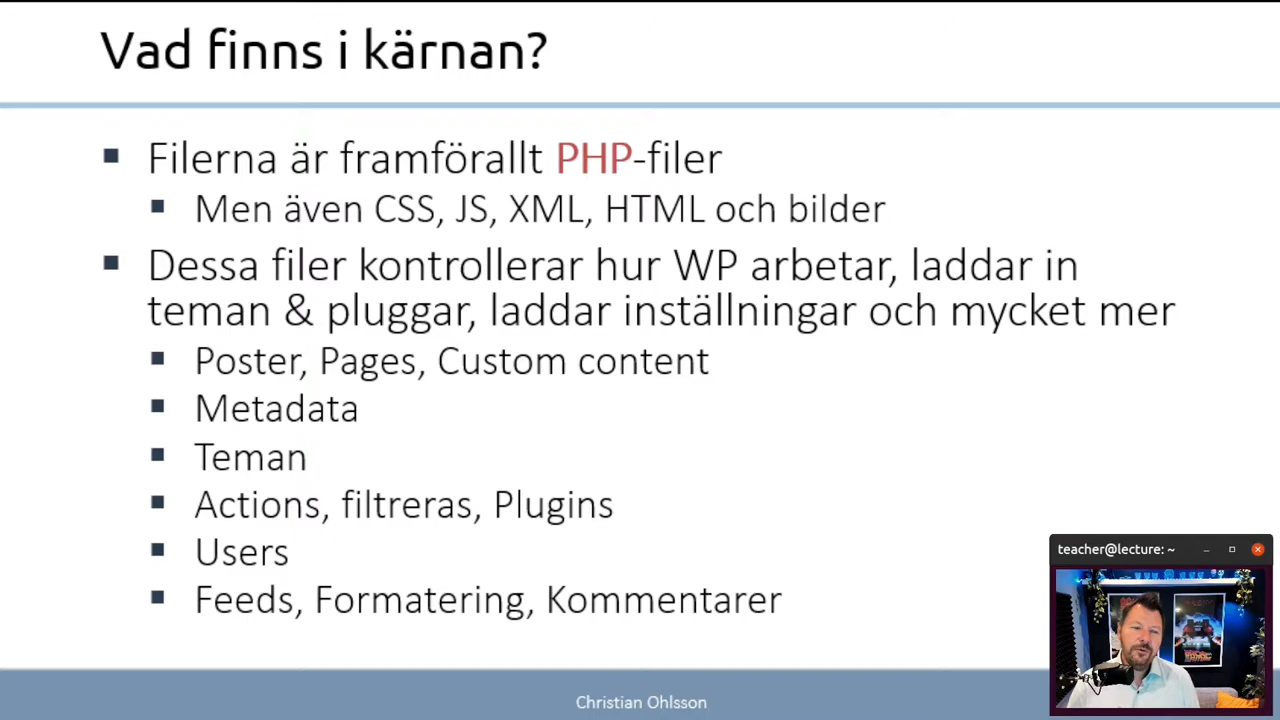 Vad finns i kärnan?
Filerna är framförallt PHP-filer
Men även CSS, JS, XML, HTML och bilder
Dessa filer kontrollerar hur WP arbetar, laddar in
teman & pluggar, laddar inställningar och mycket mer
Poster, Pages, Custom content
Metadata
Teman
Actions, filtreras, Plugins
Users
Feeds, Formatering, Kommentarer
teacher@lecture: ~
Christian Ohlsson